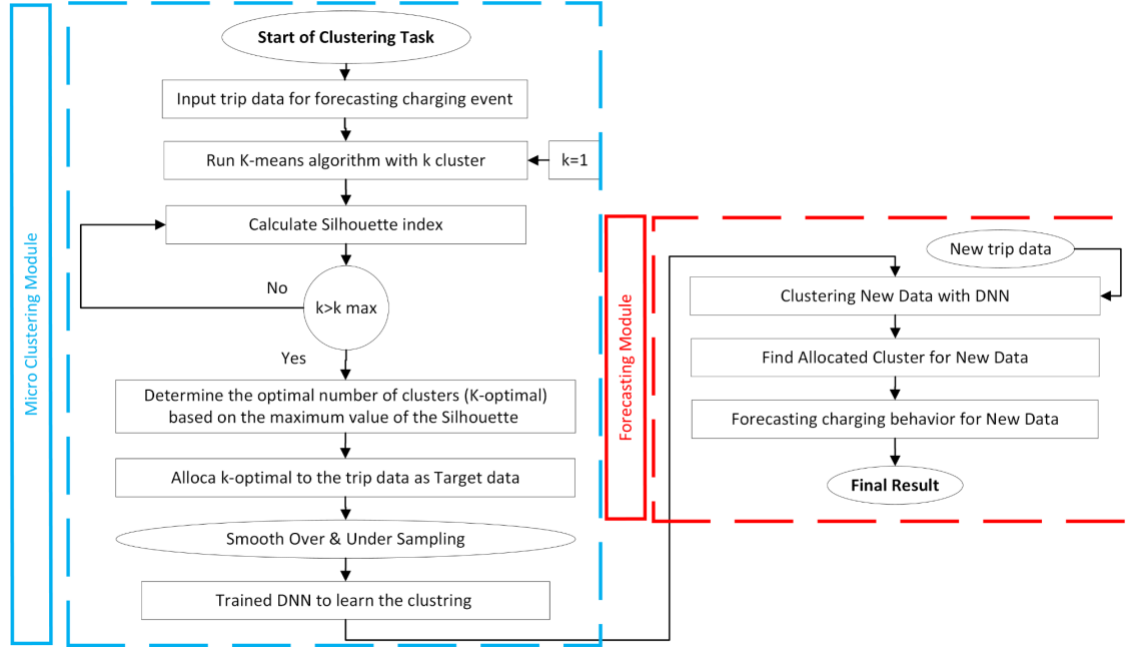 Micro Clustering Module
Start of Clustering Task
Input trip data for forecasting charging event
Run K-means algorithm with k cluster
k=1
Calculate Silhouette index
No
k>k max
Yes
Determine the optimal number of clusters (K-optimal)
based on the maximum value of the Silhouette
Alloca k-optimal to the trip data as Target data
Smooth Over & Under Sampling
Trained DNN to learn the clustring
Forecasting Module
New trip data
Clustering New Data with DNN
Find Allocated Cluster for New Data
Forecasting charging behavior for New Data
Final Result